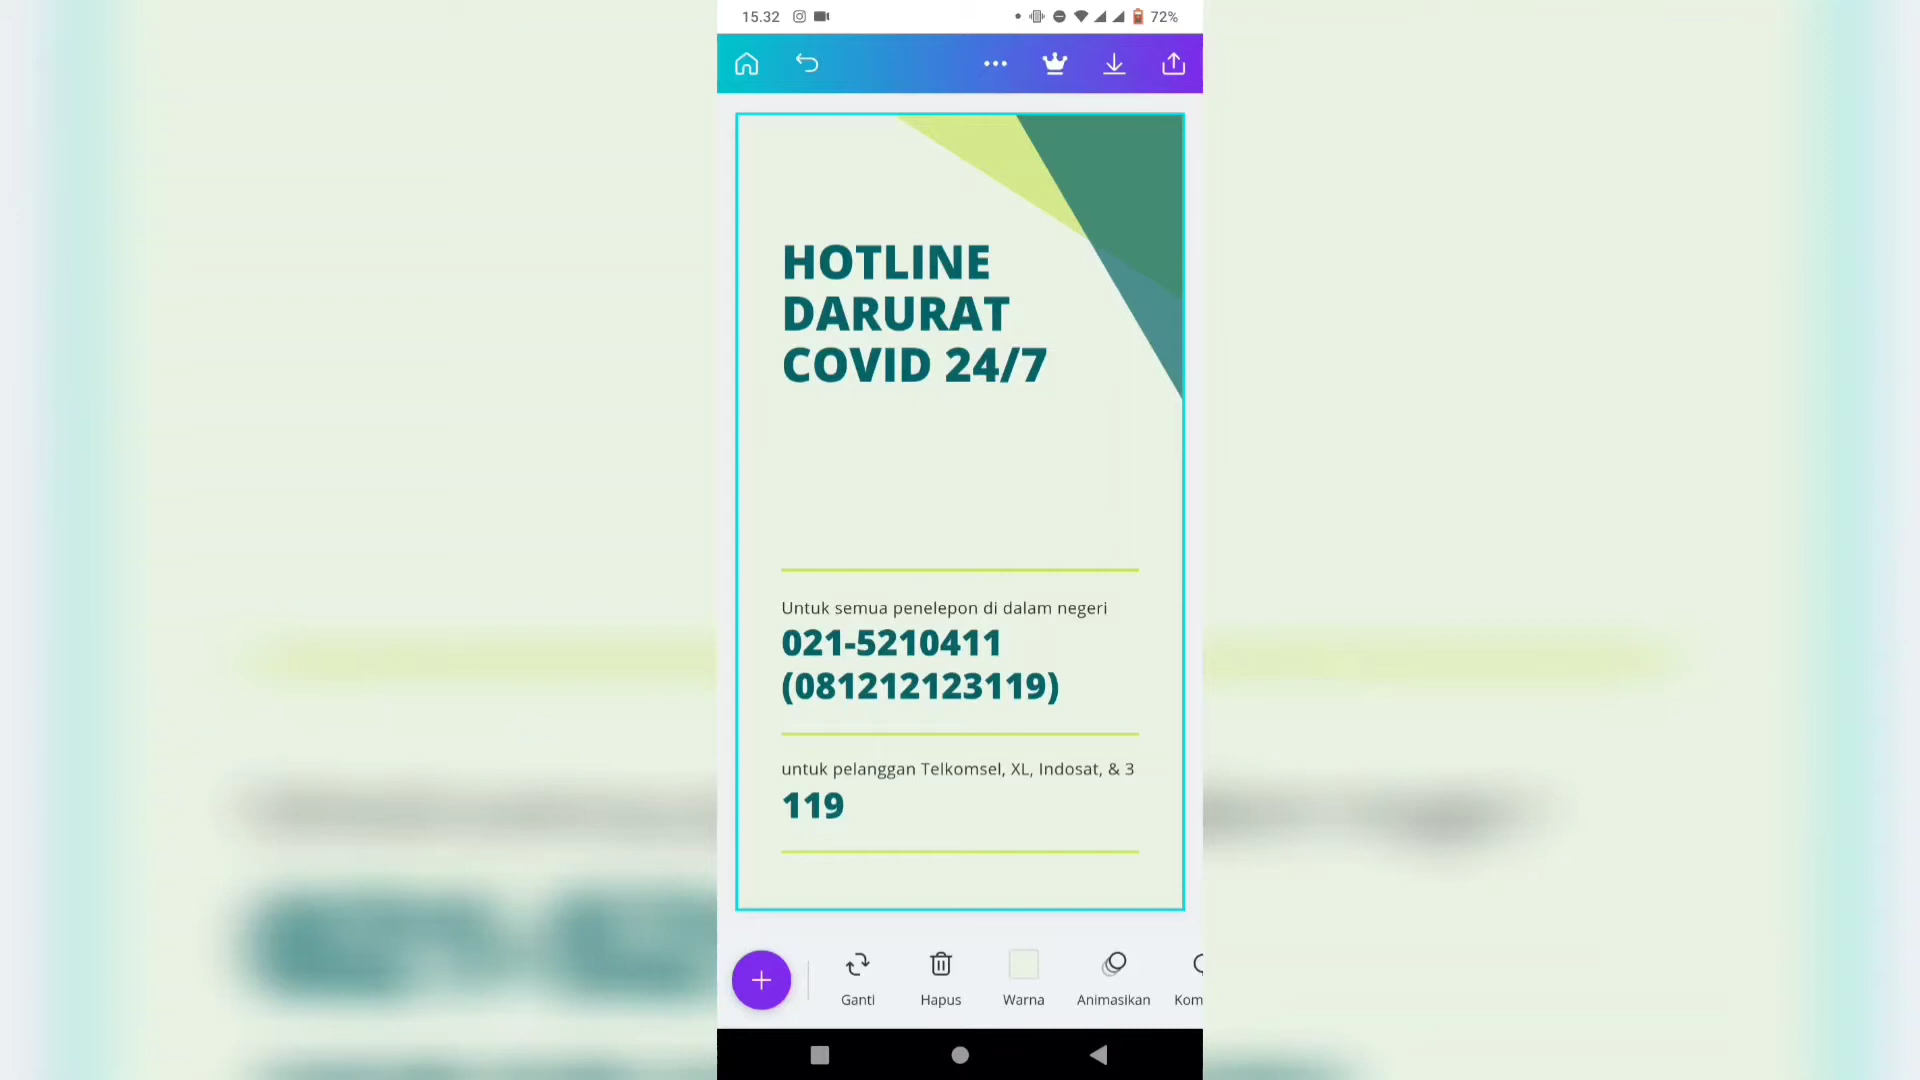 15.32
72%
HOTLINE
DARURAT
COVID 24/7
Untuk semua penelepon di dalam negeri
021-5210411
(081212123119)
untuk pelanggan Telkomsel, XL, Indosat, & 3
119
Ganti
Hapus
Warna
Animasikan
Kom